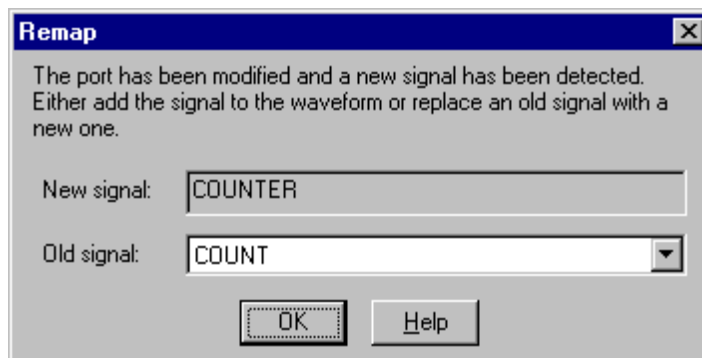 Remap
The port has been modified and a new signal has been detected.
Either add the signal to the waveform or replace an old signal with a
new one.
New signal: COUNTER
Old signal: COUNT
OK Help